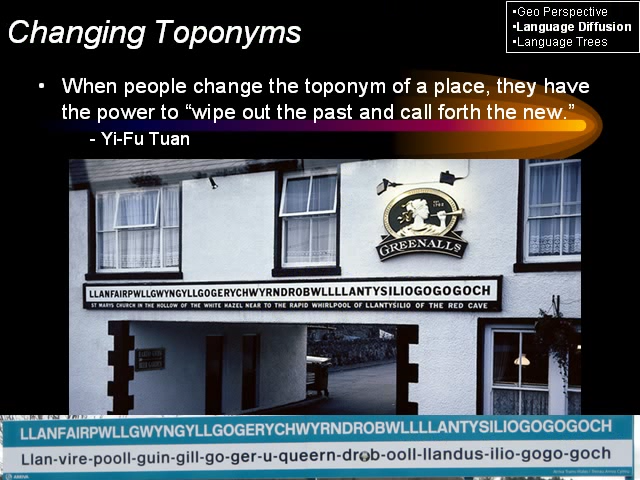 Changing Toponyms
•Geo Perspective
•Language Diffusion
•Language Trees
• When people change the toponym of a place, they have
the power to “wipe out the past and call forth the new.”
- Yi-Fu Tuan
GREENALLS
LLANFAIRPWLLGWYNGYLLGOGERYCHWYRNDROBWLLLLANTYSILIOGOGOGOCH
ST MARYS CHURCH IN THE HOLLOW OF THE WHITE HAZEL NEAR TO THE RAPID WHIRLPOOL OF LLANTYSILIO OF THE RED CAVE
LLANFAIRPWLLGWYNGYLLGOGERYCHWYRNDROBWLLLLANTYSILIOGOGOGOCH
Llan-vire-pooll-guin-gill-go-ger-u-queern-drob-ooll-llandus-ilio-gogo-goch
ARRIVA